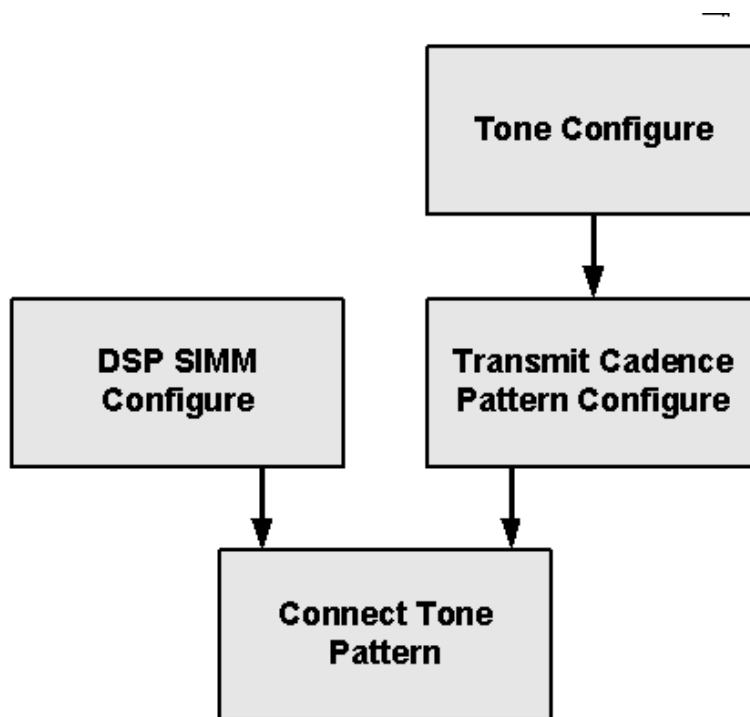 Tone Configure
DSP SIMM
Configure
Transmit Cadence
Pattern Configure
Connect Tone
Pattern